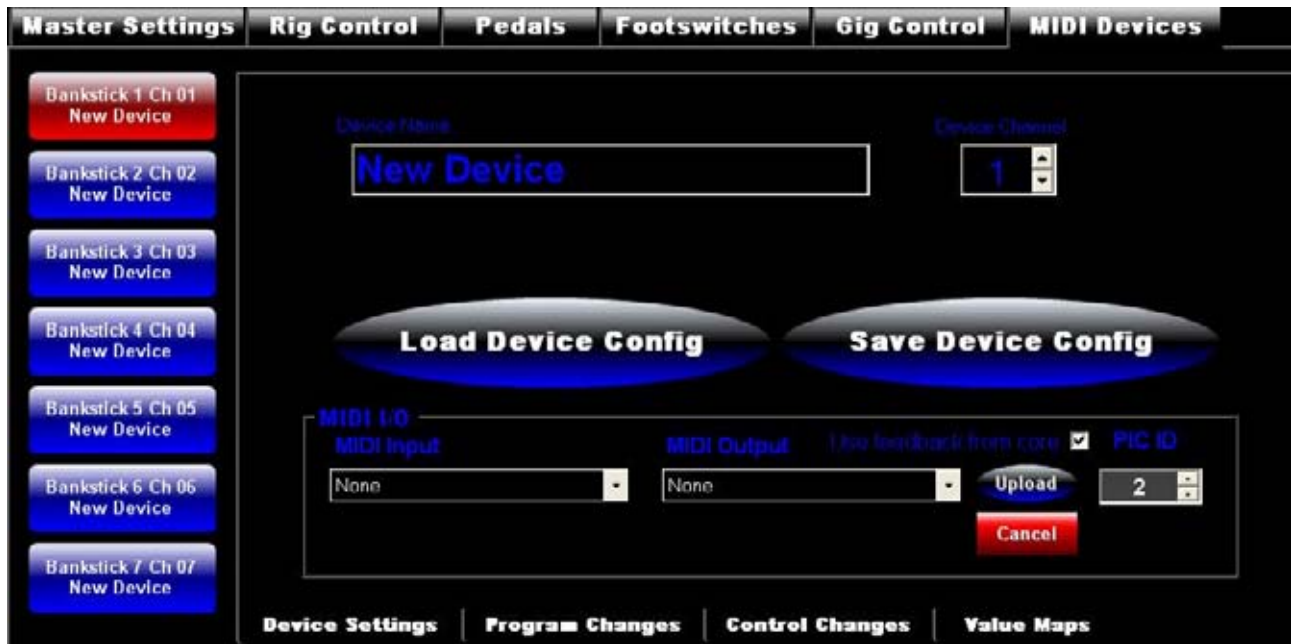 Master Settings
Rig Control
Pedals
Footswitches
Gig Control
MIDI Devices
Bankstick 1 Ch 01
New Device
Bankstick 2 Ch 02
New Device
Bankstick 3 Ch 03
New Device
Bankstick 4 Ch 04
New Device
Bankstick 5 Ch 05
New Device
Bankstick 6 Ch 06
New Device
Bankstick 7 Ch 07
New Device
Device Name
Device Channel
New Device
1
Load Device Config
Save Device Config
MIDI I/O
MIDI Input
MIDI Output
Use feedback from core
PIC ID
None
None
Upload
2
Cancel
Device Settings
Program Changes
Control Changes
Value Maps